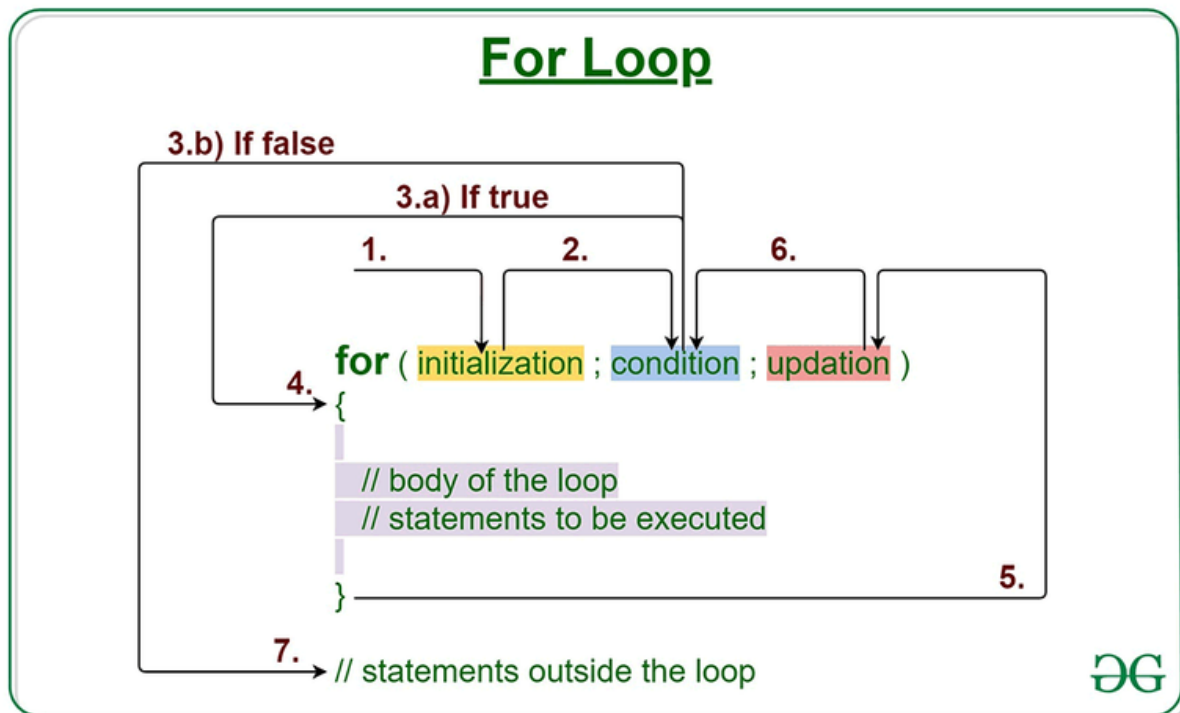 For Loop
3.b) If false
3.a) If true
1.
2.
6.
for ( initialization ; condition ; updation )
4.
{
// body of the loop
// statements to be executed
5.
}
7.
// statements outside the loop